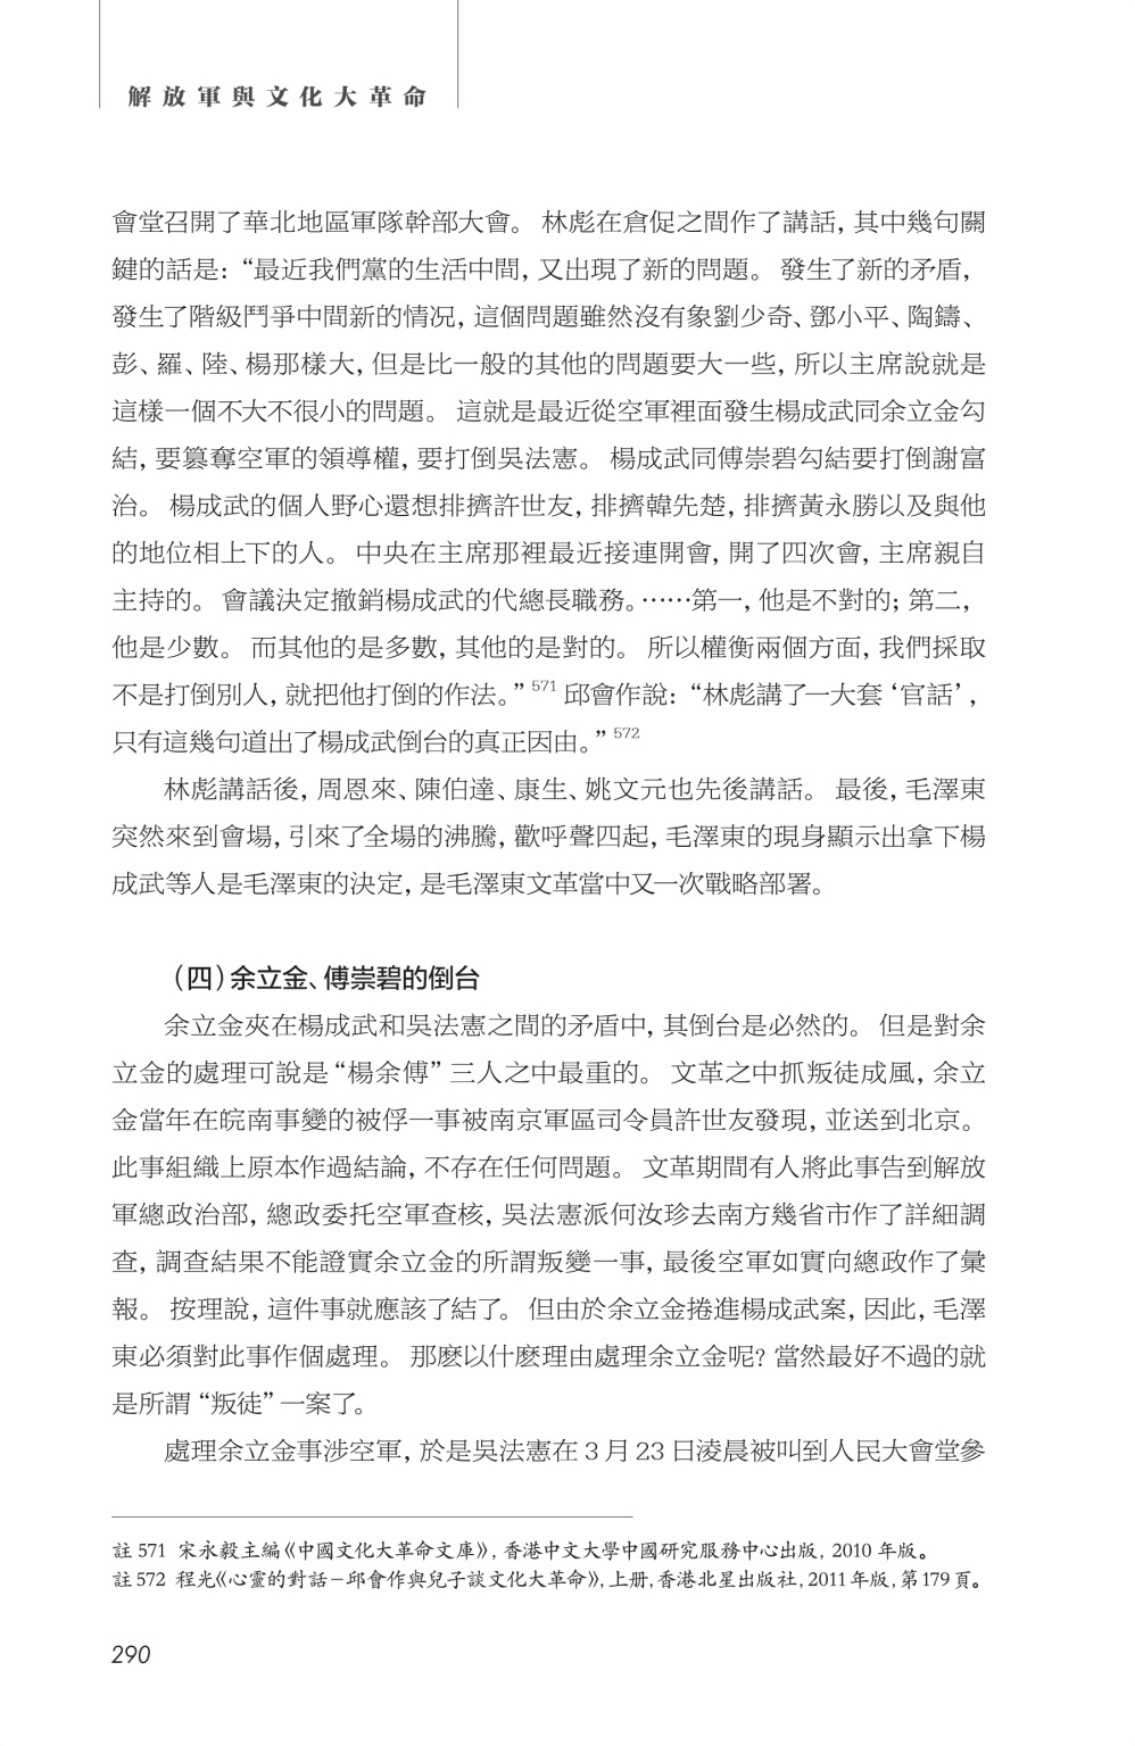 解放軍與文化大革命
會堂召開了華北地區軍隊幹部大會。 林彪在倉促之間作了講話，其中幾句關
鍵的話是：“最近我們黨的生活中間，又出現了新的問題。 發生了新的矛盾，
發生了階級鬥爭中間新的情況，這個問題雖然沒有象劉少奇、鄧小平、陶鑄、
彭、羅、陸、楊那樣大，但是比一般的其他的問題要大一些，所以主席說就是
這樣一個不大不很小的問題。 這就是最近從空軍裡面發生楊成武同余立金勾
結，要篡奪空軍的領導權，要打倒吳法憲。 楊成武同傅崇碧勾結要打倒謝富
治。 楊成武的個人野心還想排擠許世友，排擠韓先楚，排擠黃永勝以及與他
的地位相上下的人。 中央在主席那裡最近接連開會，開了四次會，主席親自
主持的。 會議決定撤銷楊成武的代總長職務。……第一，他是不對的；第二，
他是少數。 而其他的是多數，其他的是對的。 所以權衡兩個方面，我們採取
不是打倒別人，就把他打倒的作法。” 571 邱會作說：“林彪講了一大套‘官話’，
只有這幾句道出了楊成武倒台的真正因由。” 572
林彪講話後，周恩來、陳伯達、康生、姚文元也先後講話。 最後，毛澤東
突然來到會場，引來了全場的沸騰，歡呼聲四起，毛澤東的現身顯示出拿下楊
成武等人是毛澤東的決定，是毛澤東文革當中又一次戰略部署。
（四）余立金、傅崇碧的倒台
余立金夾在楊成武和吳法憲之間的矛盾中，其倒台是必然的。 但是對余
立金的處理可說是“楊余傅”三人之中最重的。 文革之中抓叛徒成風，余立
金當年在皖南事變的被俘一事被南京軍區司令員許世友發現，並送到北京。
此事組織上原本作過結論，不存在任何問題。 文革期間有人將此事告到解放
軍總政治部，總政委托空軍查核，吳法憲派何汝珍去南方幾省市作了詳細調
查，調查結果不能證實余立金的所謂叛變一事，最後空軍如實向總政作了彙
報。 按理說，這件事就應該了結了。 但由於余立金捲進楊成武案，因此，毛澤
東必須對此事作個處理。 那麼以什麼理由處理余立金呢？當然最好不過的就
是所謂“叛徒”一案了。
處理余立金事涉空軍，於是吳法憲在 3 月 23 日淩晨被叫到人民大會堂參
註 571 宋永毅主編《中國文化大革命文庫》，香港中文大學中國研究服務中心出版，2010 年版。
註 572 程光《心靈的對話－邱會作與兒子談文化大革命》，上册，香港北星出版社，2011 年版，第 179 頁。
290